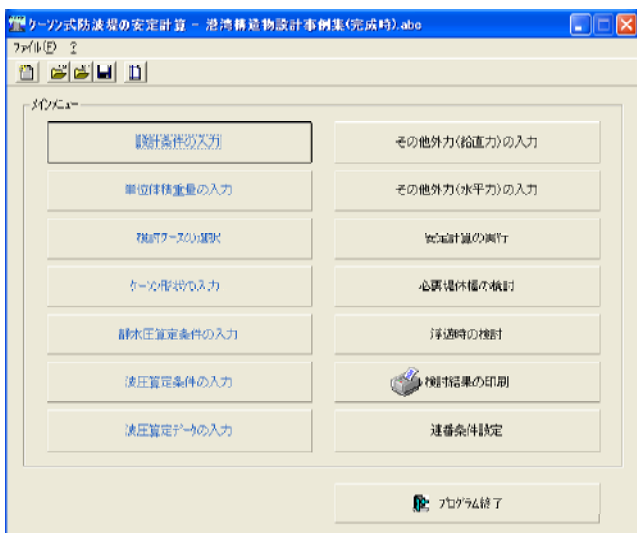 ケーソン式防波堤の安定計算 - 港湾構造物設計事例集(完成時).abc
ファイル(F) ?
メインメニュー
設計条件の入力
単位体積重量の入力
検討ケースの選択
ケーソン形状の入力
静水圧算定条件の入力
波圧算定条件の入力
波圧算定データの入力
その他外力(鉛直力)の入力
その他外力(水平力)の入力
安定計算の実行
必要堤体幅の検討
浮遊時の検討
検討結果の印刷
連番条件設定
プログラム終了